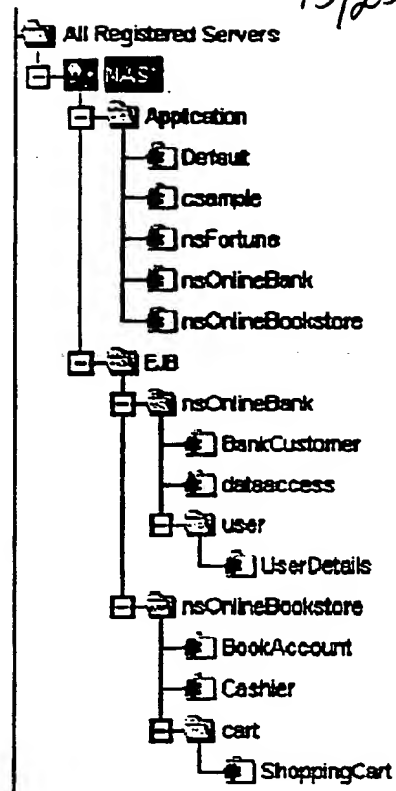 All Registered Servers
NAS1
Application
Default
csample
nsFortune
nsOnlineBank
nsOnlineBookstore
EJB
nsOnlineBank
BankCustomer
dataaccess
user
UserDetails
nsOnlineBookstore
BookAccount
Cashier
cart
ShoppingCart